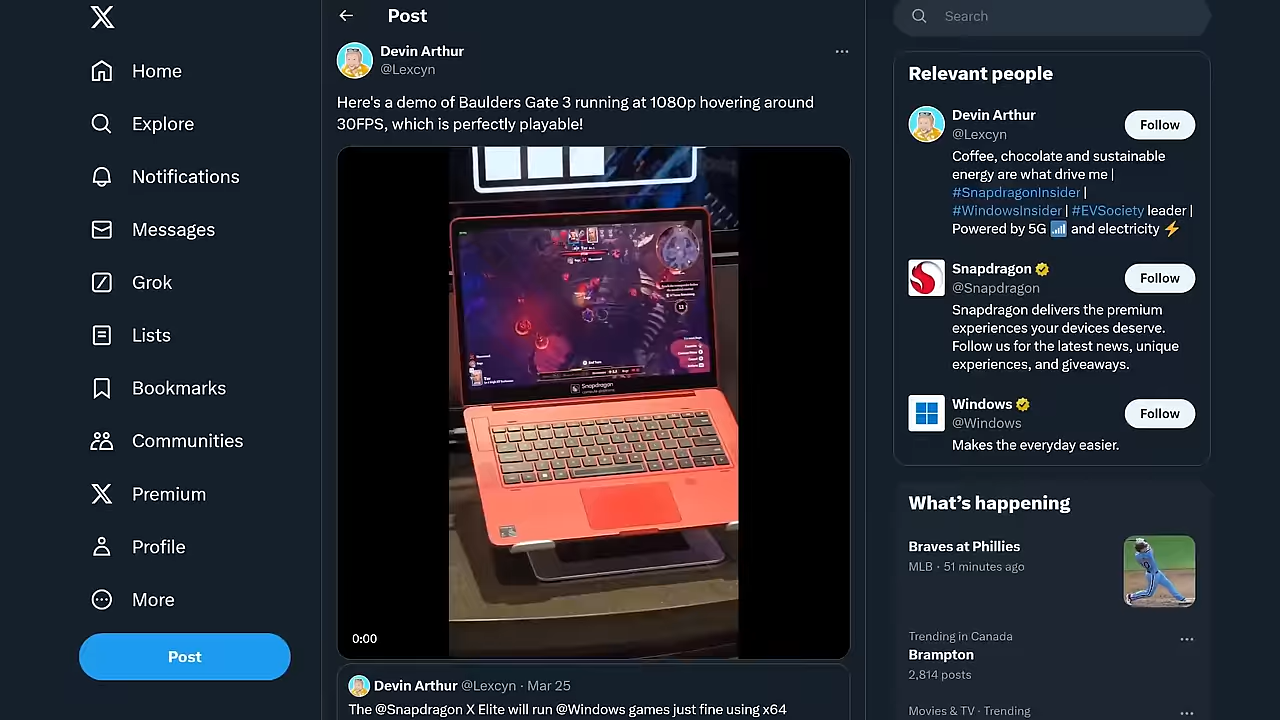 Home
Explore
Notifications
Messages
Grok
Lists
Bookmarks
Communities
Premium
Profile
More
Post
Post
Devin Arthur
@Lexcyn
Here's a demo of Baulders Gate 3 running at 1080p hovering around
30FPS, which is perfectly playable!
Snapdragon
0:00
Devin Arthur @Lexcyn · Mar 25
The @Snapdragon X Elite will run @Windows games just fine using x64
Search
Relevant people
Devin Arthur
@Lexcyn
Follow
Coffee, chocolate and sustainable
energy are what drive me |
#SnapdragonInsider |
#WindowsInsider | #EVSociety leader |
Powered by 5G 📶 and electricity ⚡
Snapdragon
@Snapdragon
Follow
Snapdragon delivers the premium
experiences your devices deserve.
Follow us for the latest news, unique
experiences, and giveaways.
Windows
@Windows
Follow
Makes the everyday easier.
What's happening
Braves at Phillies
MLB · 51 minutes ago
Trending in Canada
Brampton
2,814 posts
Movies & TV · Trending